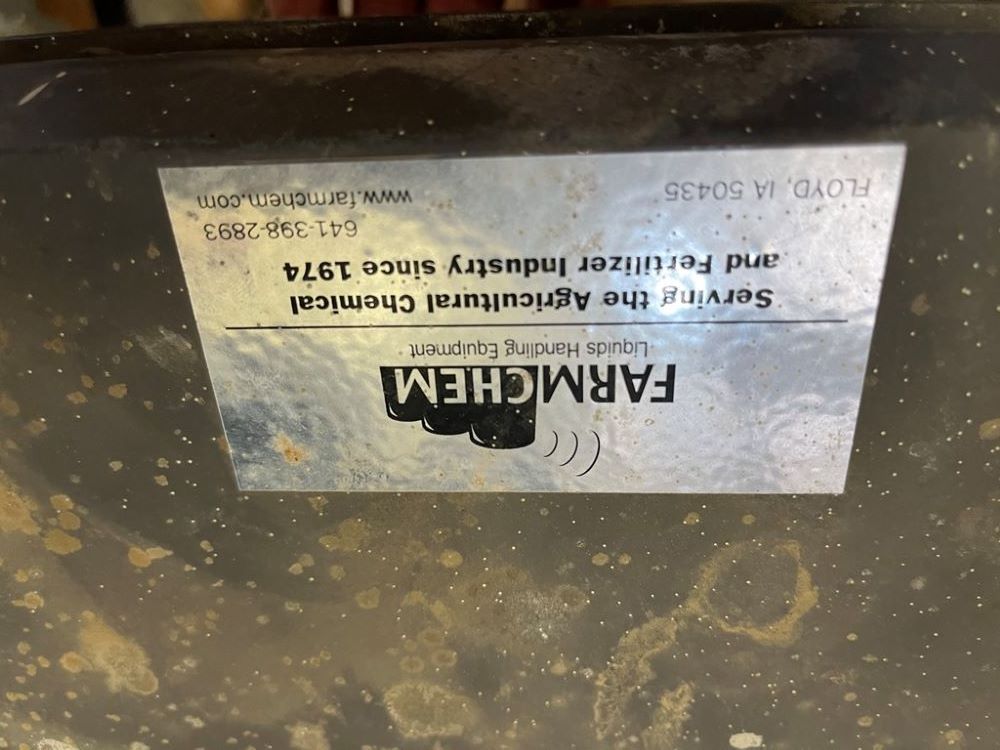 FARMCHEM
Liquids Handling Equipment
Serving the Agricultural Chemical
and Fertilizer Industry since 1974
641-398-2893
FLOYD, IA 50435 www.farmchem.com